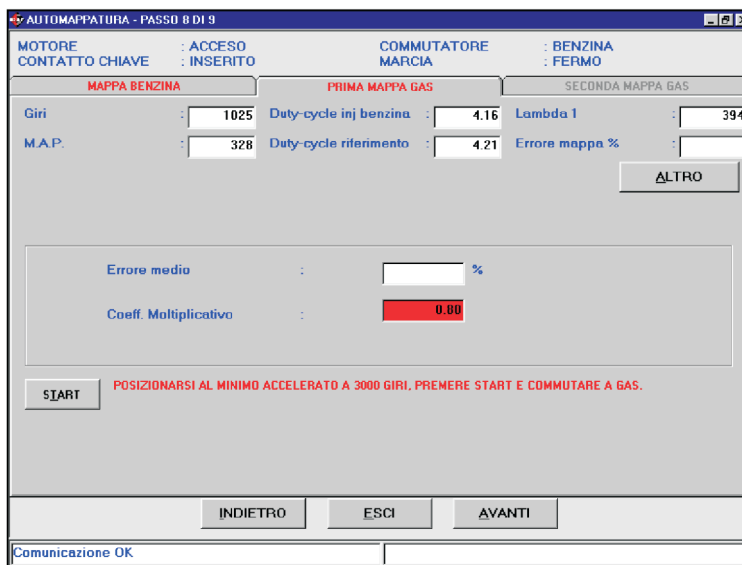 AUTOMAPPATURA - PASSO 8 DI 9
MOTORE : ACCESO COMMUTATORE : BENZINA
CONTATTO CHIAVE : INSERITO MARCIA : FERMO
MAPPA BENZINA PRIMA MAPPA GAS SECONDA MAPPA GAS
Giri : 1025 Duty-cycle inj benzina : 4.16 Lambda 1 : 394
M.A.P. : 328 Duty-cycle riferimento : 4.21 Errore mappa % :
ALTRO
Errore medio : %
Coeff. Moltiplicativo : 0.80
START POSIZIONARSI AL MINIMO ACCELERATO A 3000 GIRI, PREMERE START E COMMUTARE A GAS.
INDIETRO ESCI AVANTI
Comunicazione OK